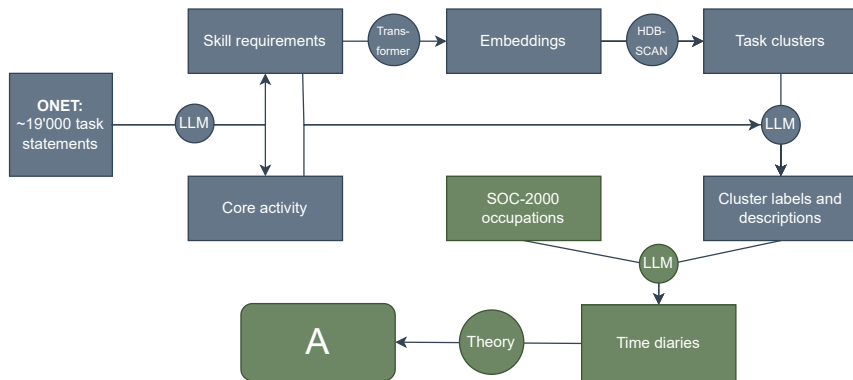 Skill requirements
Trans-
former
Embeddings
HDB-
SCAN
Task clusters
ONET:
~19'000 task
statements
LLM
LLM
Core activity
SOC-2000
occupations
Cluster labels and
descriptions
LLM
A
Theory
Time diaries